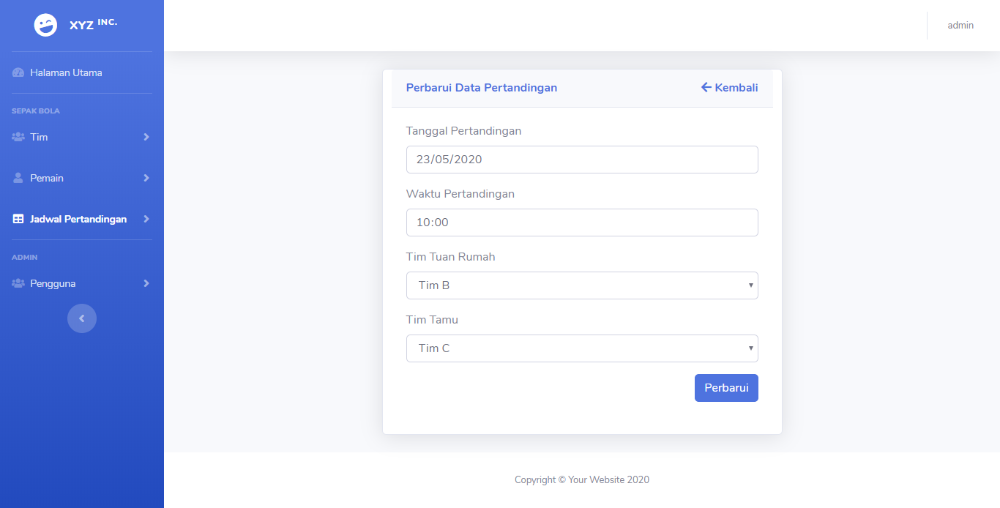 XYZ INC.
admin
Halaman Utama
SEPAK BOLA
Tim
Pemain
Jadwal Pertandingan
ADMIN
Pengguna
Perbarui Data Pertandingan
Kembali
Tanggal Pertandingan
23/05/2020
Waktu Pertandingan
10:00
Tim Tuan Rumah
Tim B
Tim Tamu
Tim C
Perbarui
Copyright © Your Website 2020